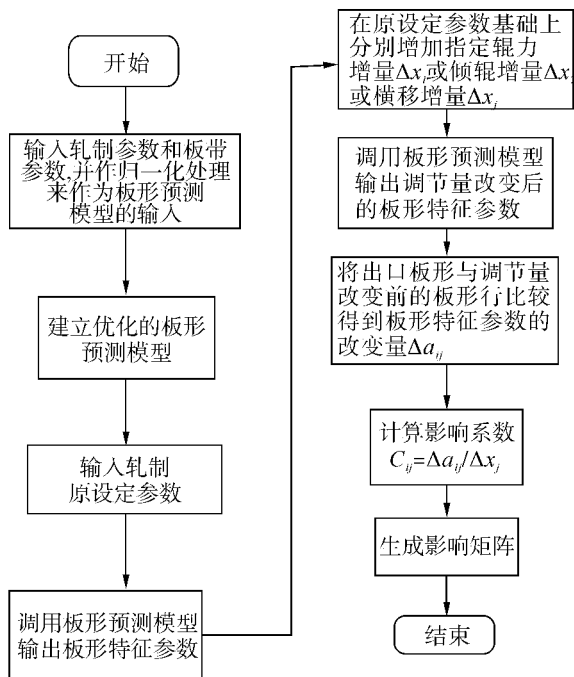 开始
输入轧制参数和板带
参数,并作归一化处理
来作为板形预测
模型的输入
建立优化的板形
预测模型
输入轧制
原设定参数
调用板形预测模型
输出板形特征参数
在原设定参数基础上
分别增加指定辊力
增量Δx_i或倾辊增量Δx_j
或横移增量Δx_j
调用板形预测模型
输出调节量改变后
的板形特征参数
将出口板形与调节量
改变前的板形行比较
得到板形特征参数的
改变量Δa_ij
计算影响系数
C_ij=Δa_ij/Δx_j
生成影响矩阵
结束